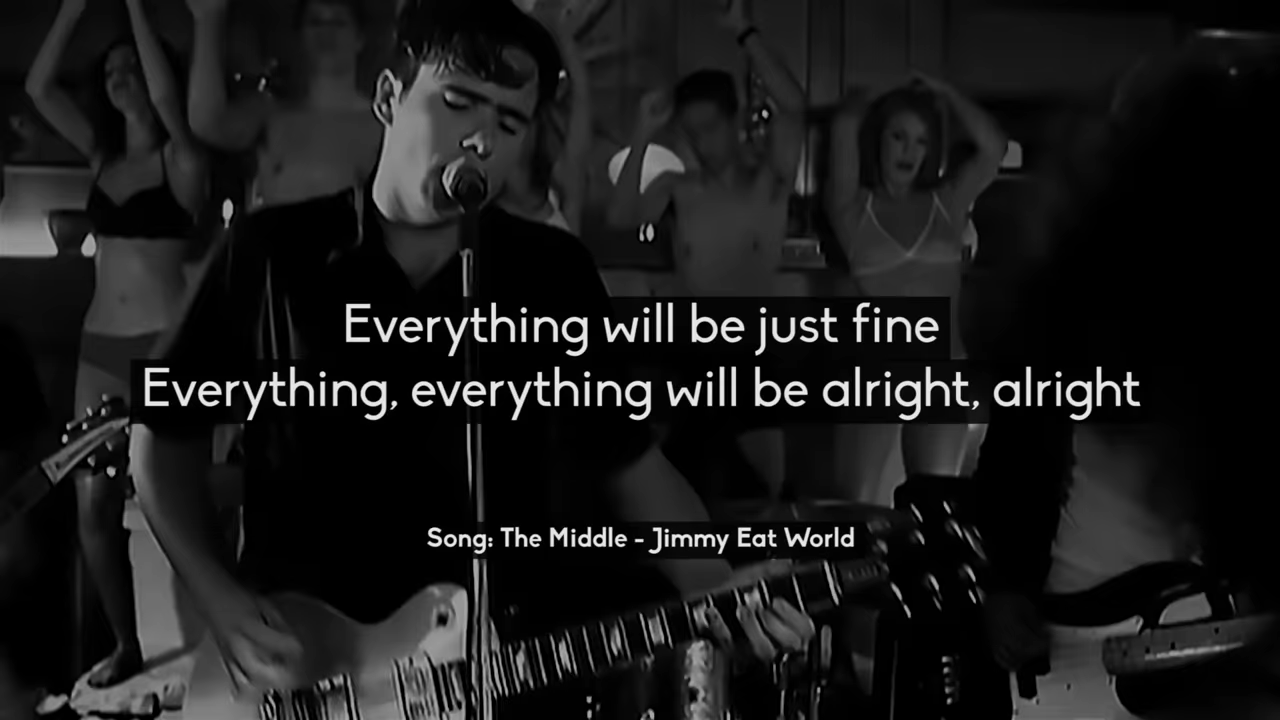 Everything will be just fine
Everything, everything will be alright, alright
Song: The Middle - Jimmy Eat World